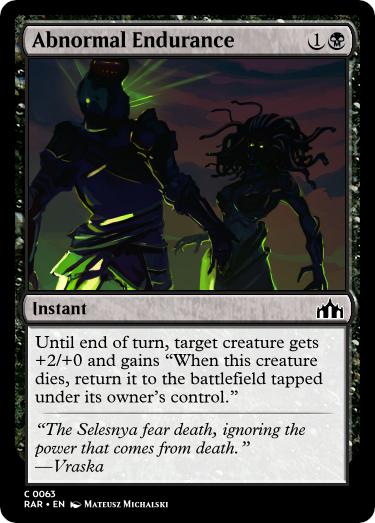 Abnormal Endurance 1
Instant
Until end of turn, target creature gets
+2/+0 and gains “When this creature
dies, return it to the battlefield tapped
under its owner’s control.”
“The Selesnya fear death, ignoring the
power that comes from death.”
—Vraska
C 0063
RAR • EN Mateusz Michalski